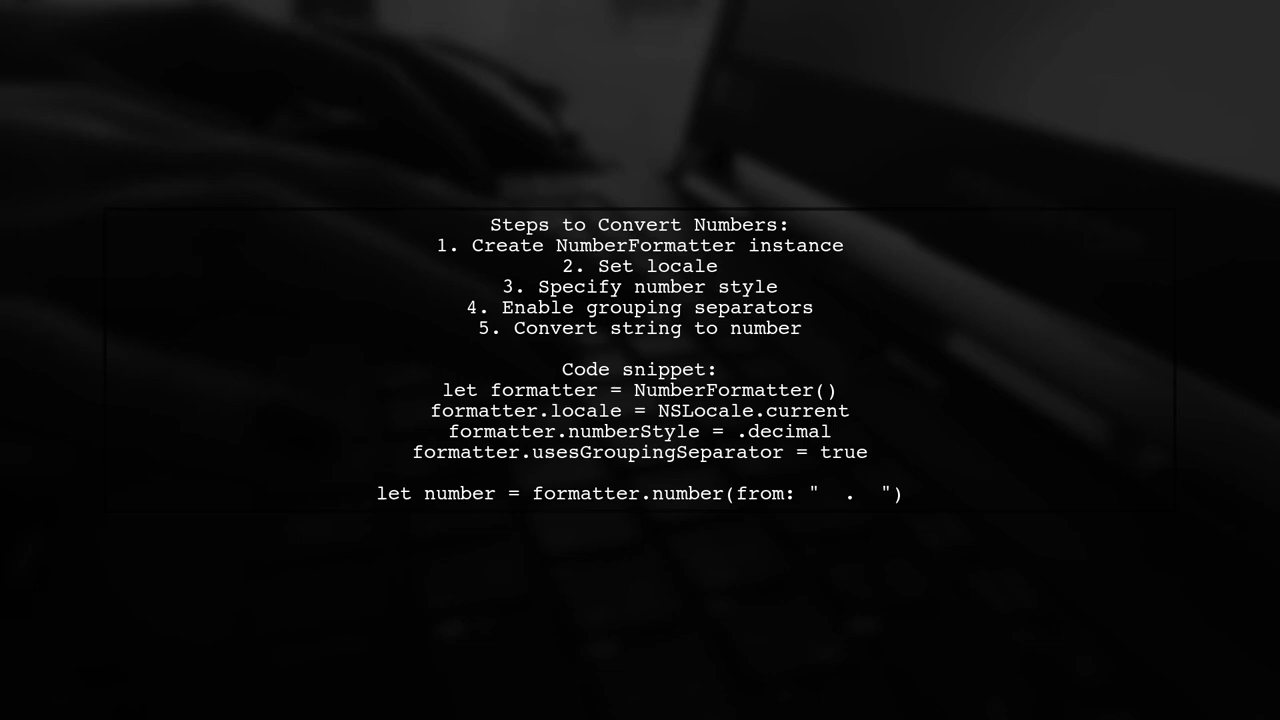 Steps to Convert Numbers:
1. Create NumberFormatter instance
2. Set locale
3. Specify number style
4. Enable grouping separators
5. Convert string to number
Code snippet:
let formatter = NumberFormatter()
formatter.locale = NSLocale.current
formatter.numberStyle = .decimal
formatter.usesGroupingSeparator = true
let number = formatter.number(from: "  .  ")